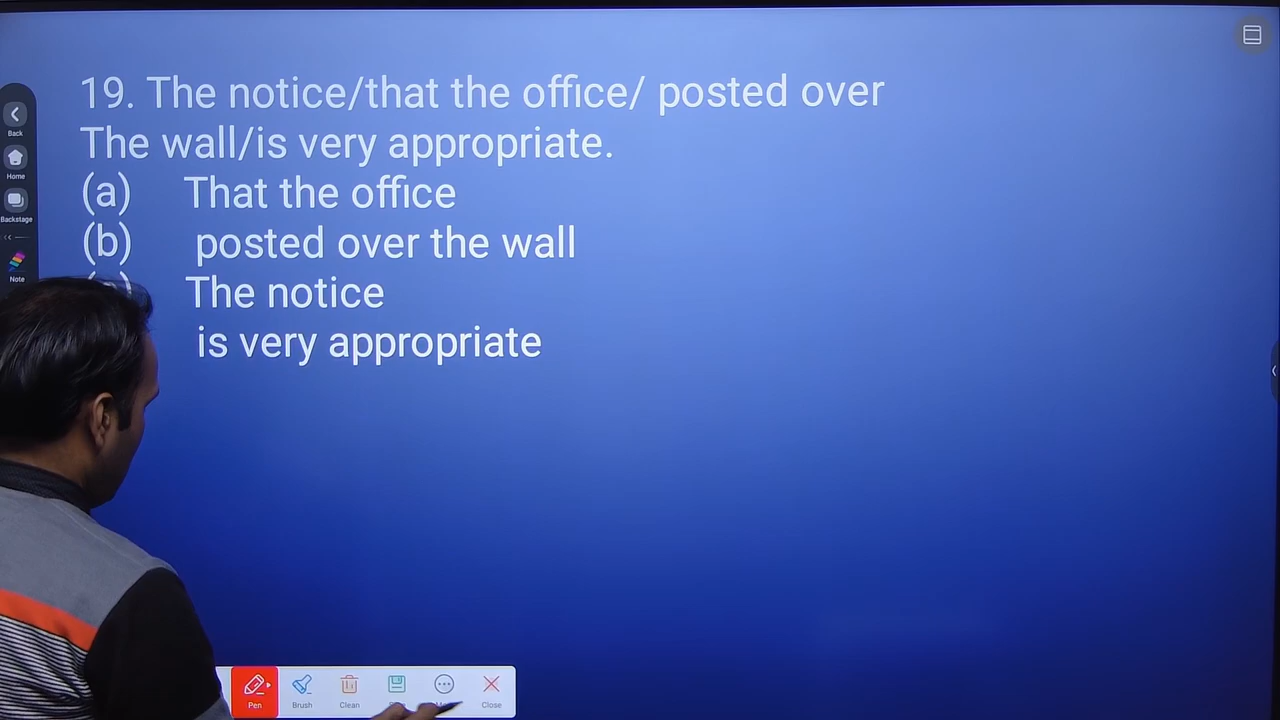 19. The notice/that the office/ posted over
The wall/is very appropriate.
(a) That the office
(b) posted over the wall
The notice
is very appropriate
Back
Home
Backstage
Note
Pen
Brush
Clean
Close